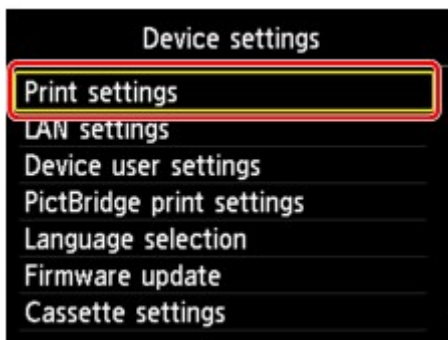 Device settings
Print settings
LAN settings
Device user settings
PictBridge print settings
Language selection
Firmware update
Cassette settings